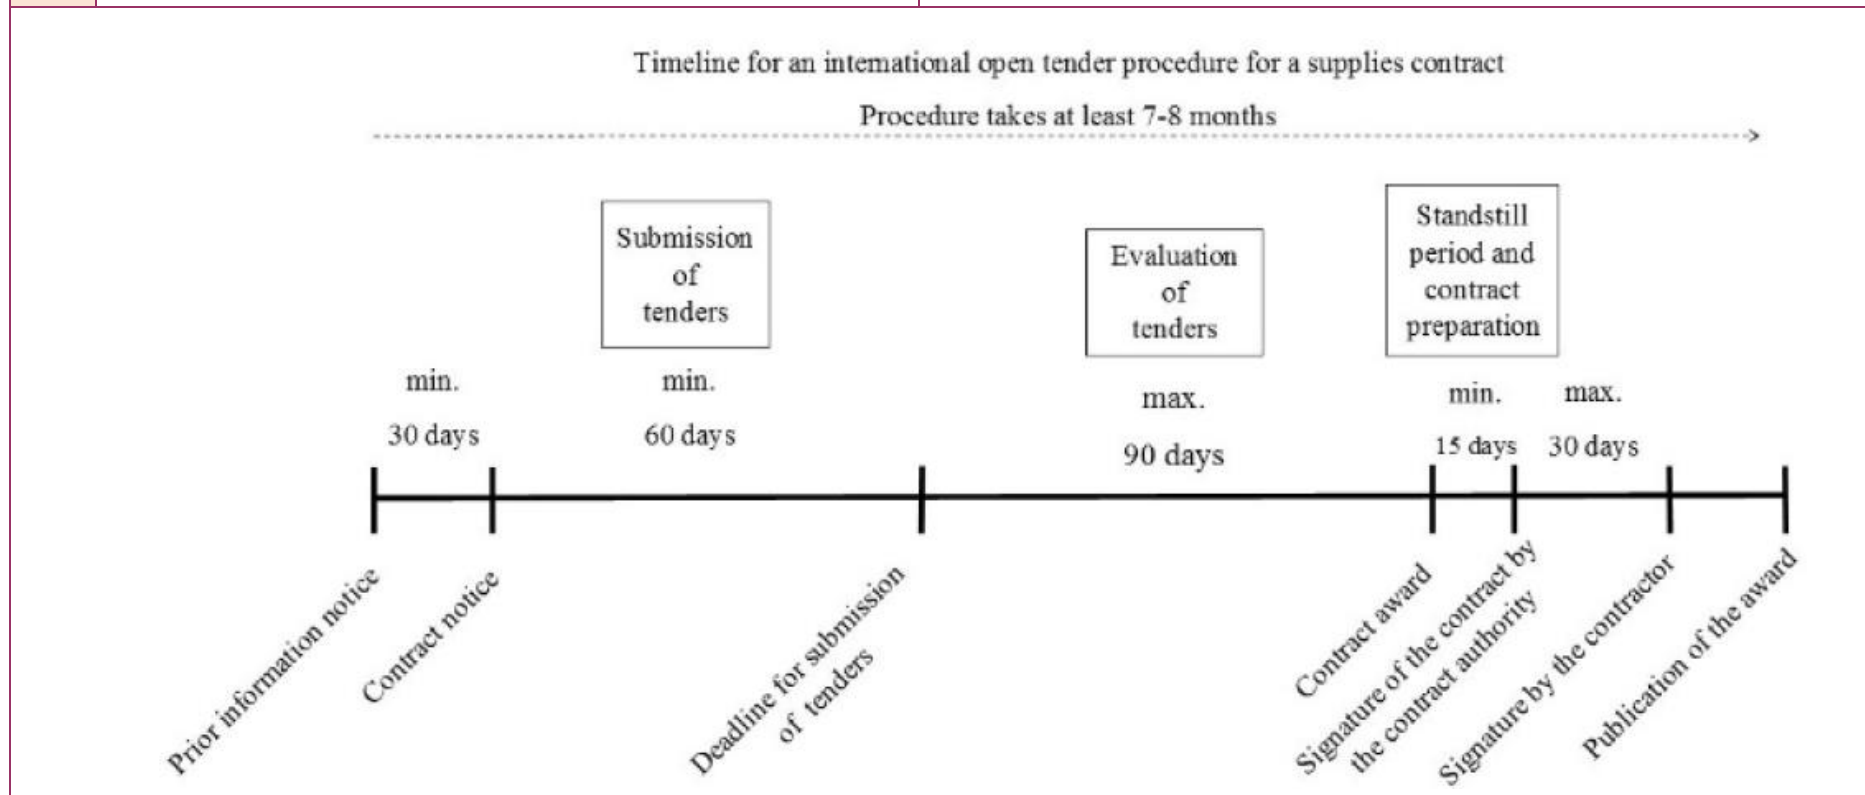 Timeline for an international open tender procedure for a supplies contract
Procedure takes at least 7-8 months
Submission
of
tenders
Evaluation
of
tenders
Standstill
period and
contract
preparation
min.
30 days
min.
60 days
max.
90 days
min.
15 days
max.
30 days
Prior information notice
Contract notice
Deadline for submission
of tenders
Contract award
Signature of the contract by
the contract authority
Signature by the contractor
Publication of the award